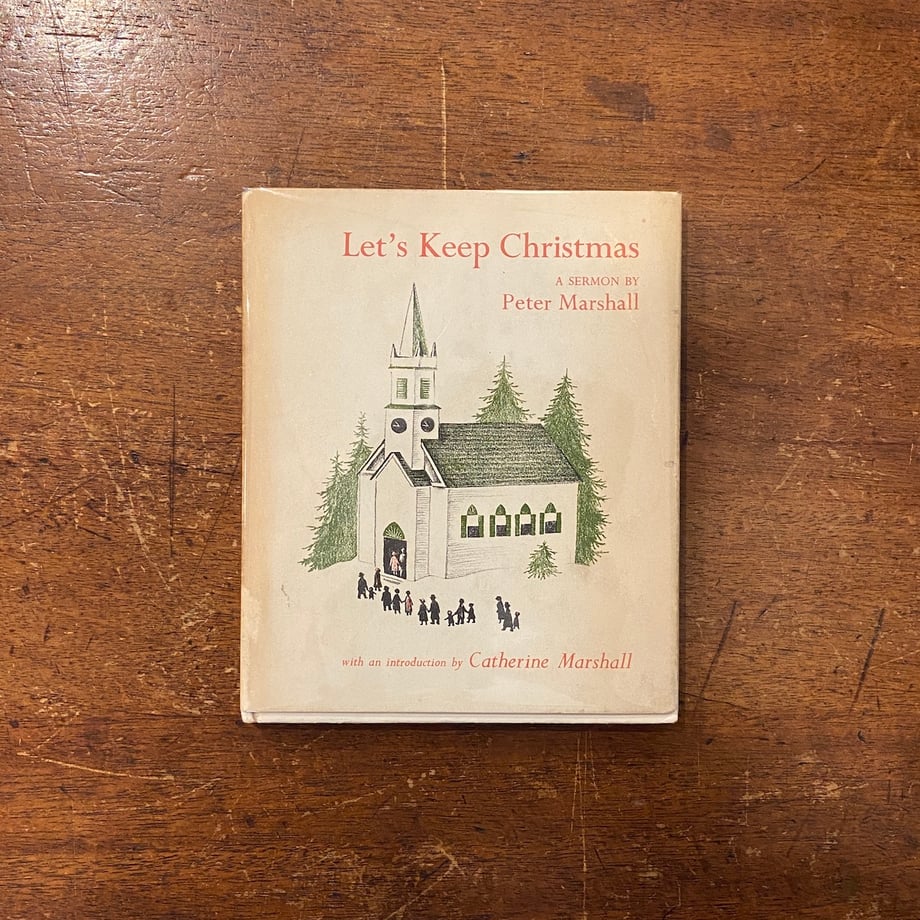 Let's Keep Christmas
A SERMON BY
Peter Marshall
with an introduction by Catherine Marshall